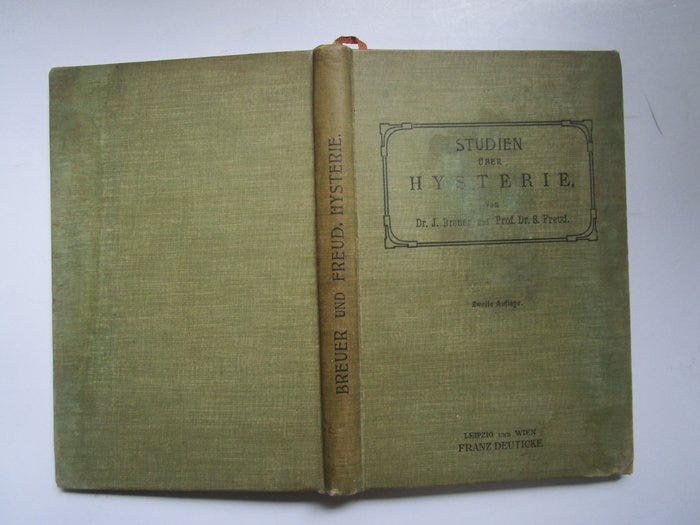 BREUER UND FREUD, HYSTERIE.
STUDIEN
ÜBER
HYSTERIE.
von
Dr. J. Breuer und Prof. Dr. S. Freud.
Zweite Auflage.
LEIPZIG UND WIEN
FRANZ DEUTICKE